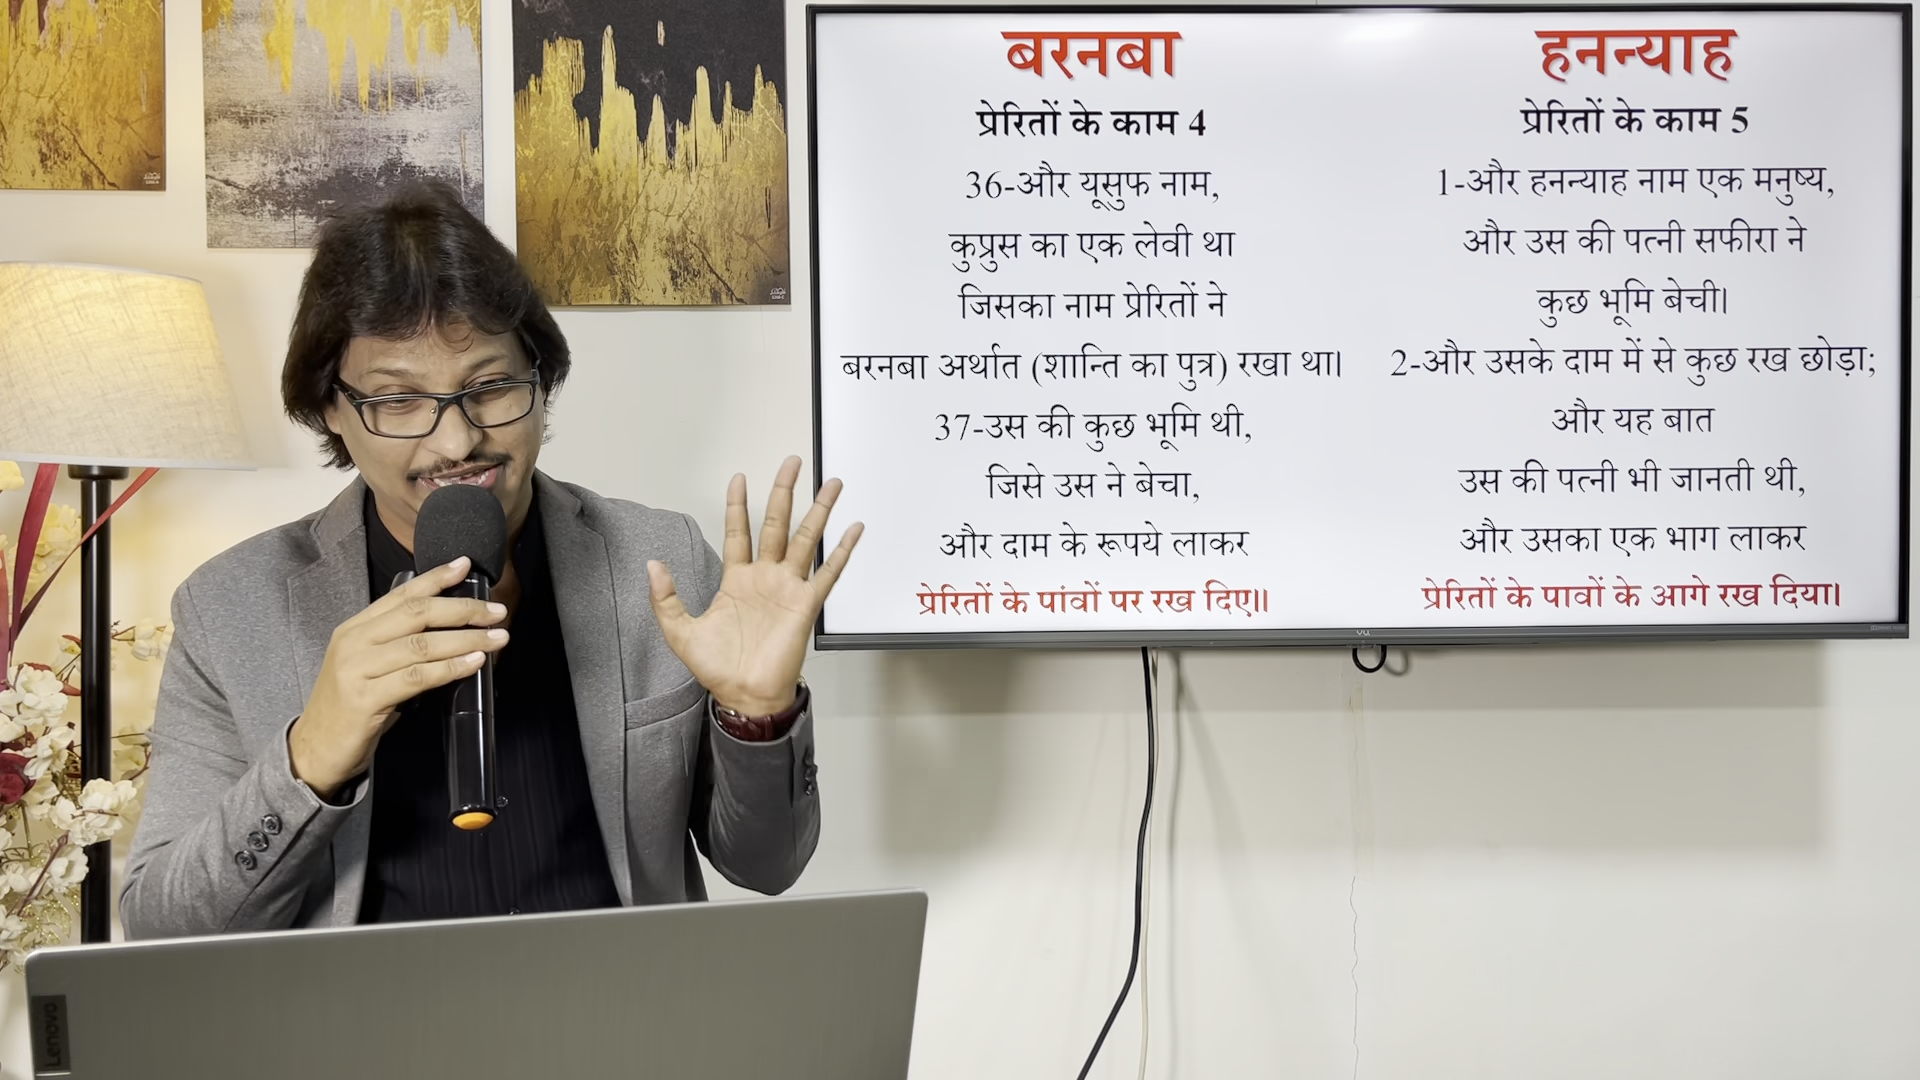 बरनबा
प्रेरितों के काम 4
36-और यूसुफ नाम,
कुप्रुस का एक लेवी था
जिसका नाम प्रेरितों ने
बरनबा अर्थात (शान्ति का पुत्र) रखा था।
37-उस की कुछ भूमि थी,
जिसे उस ने बेचा,
और दाम के रूपये लाकर
प्रेरितों के पांवों पर रख दिए॥
हनन्याह
प्रेरितों के काम 5
1-और हनन्याह नाम एक मनुष्य,
और उस की पत्नी सफीरा ने
कुछ भूमि बेची।
2-और उसके दाम में से कुछ रख छोड़ा;
और यह बात
उस की पत्नी भी जानती थी,
और उसका एक भाग लाकर
प्रेरितों के पावों के आगे रख दिया।
Lenovo